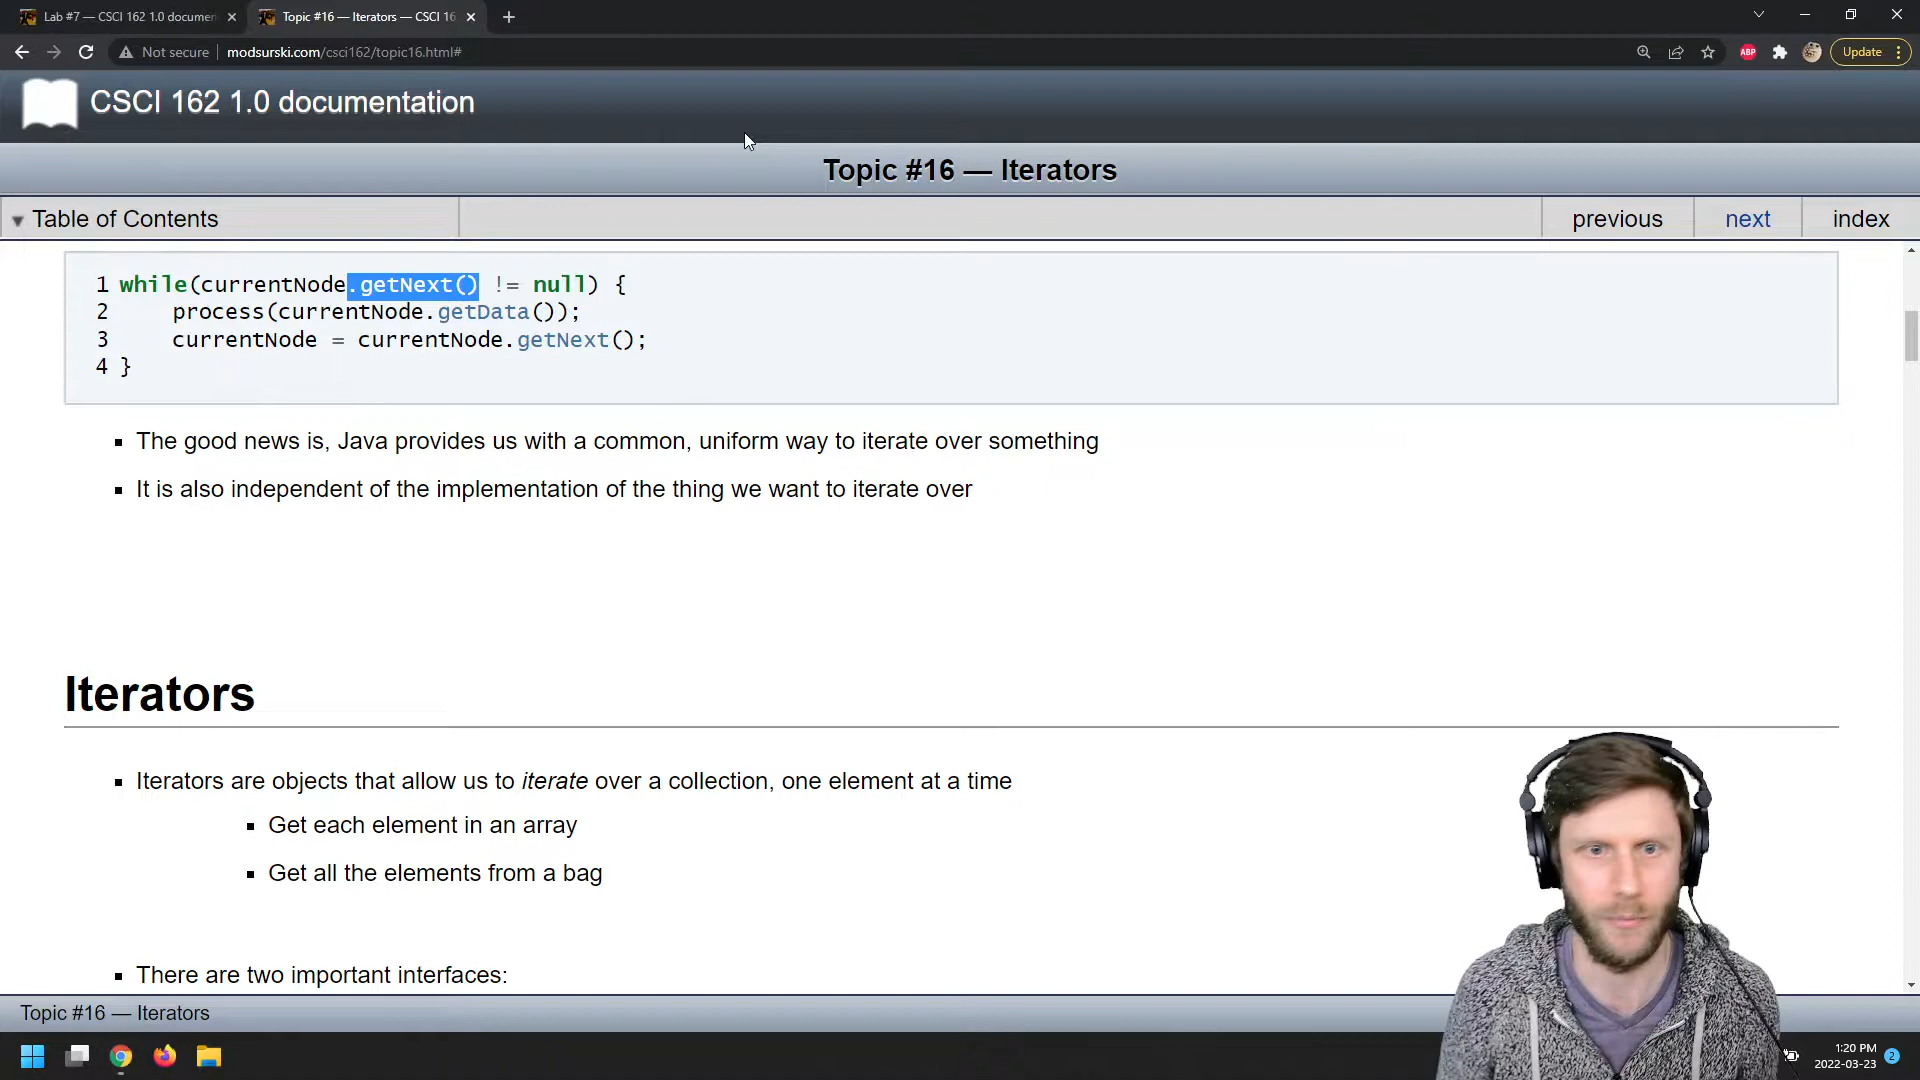 Lab #7 — CSCI 162 1.0 documen
Topic #16 — Iterators — CSCI 16
Not secure
modsurski.com/csci162/topic16.html#
ABP
Update
CSCI 162 1.0 documentation
Topic #16 — Iterators
Table of Contents
previous
next
index
1 while(currentNode.getNext() != null) {
2 process(currentNode.getData());
3 currentNode = currentNode.getNext();
4 }
The good news is, Java provides us with a common, uniform way to iterate over something
It is also independent of the implementation of the thing we want to iterate over
Iterators
Iterators are objects that allow us to iterate over a collection, one element at a time
Get each element in an array
Get all the elements from a bag
There are two important interfaces:
Topic #16 — Iterators
1:20 PM
2022-03-23
2